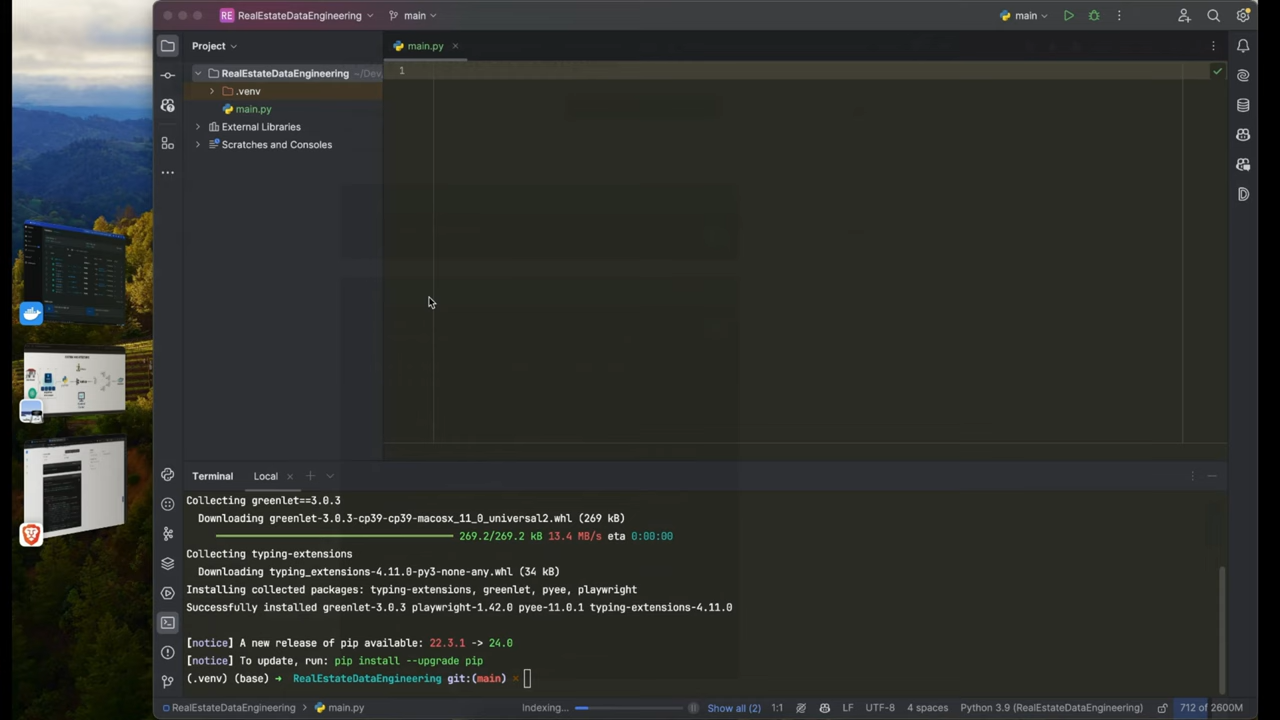 RE RealEstateDataEngineering
main
main
Project
main.py
RealEstateDataEngineering ~/Dev
1
.venv
main.py
External Libraries
Scratches and Consoles
Terminal
Local
Collecting greenlet==3.0.3
Downloading greenlet-3.0.3-cp39-cp39-macosx_11_0_universal2.whl (269 kB)
269.2/269.2 kB 13.4 MB/s eta 0:00:00
Collecting typing-extensions
Downloading typing_extensions-4.11.0-py3-none-any.whl (34 kB)
Installing collected packages: typing-extensions, greenlet, pyee, playwright
Successfully installed greenlet-3.0.3 playwright-1.42.0 pyee-11.0.1 typing-extensions-4.11.0
[notice] A new release of pip available: 22.3.1 -> 24.0
[notice] To update, run: pip install --upgrade pip
(.venv) (base) → RealEstateDataEngineering git:(main) ×
RealEstateDataEngineering > main.py
Indexing...
Show all (2)
1:1
LF
UTF-8
4 spaces
Python 3.9 (RealEstateDataEngineering)
712 of 2600M